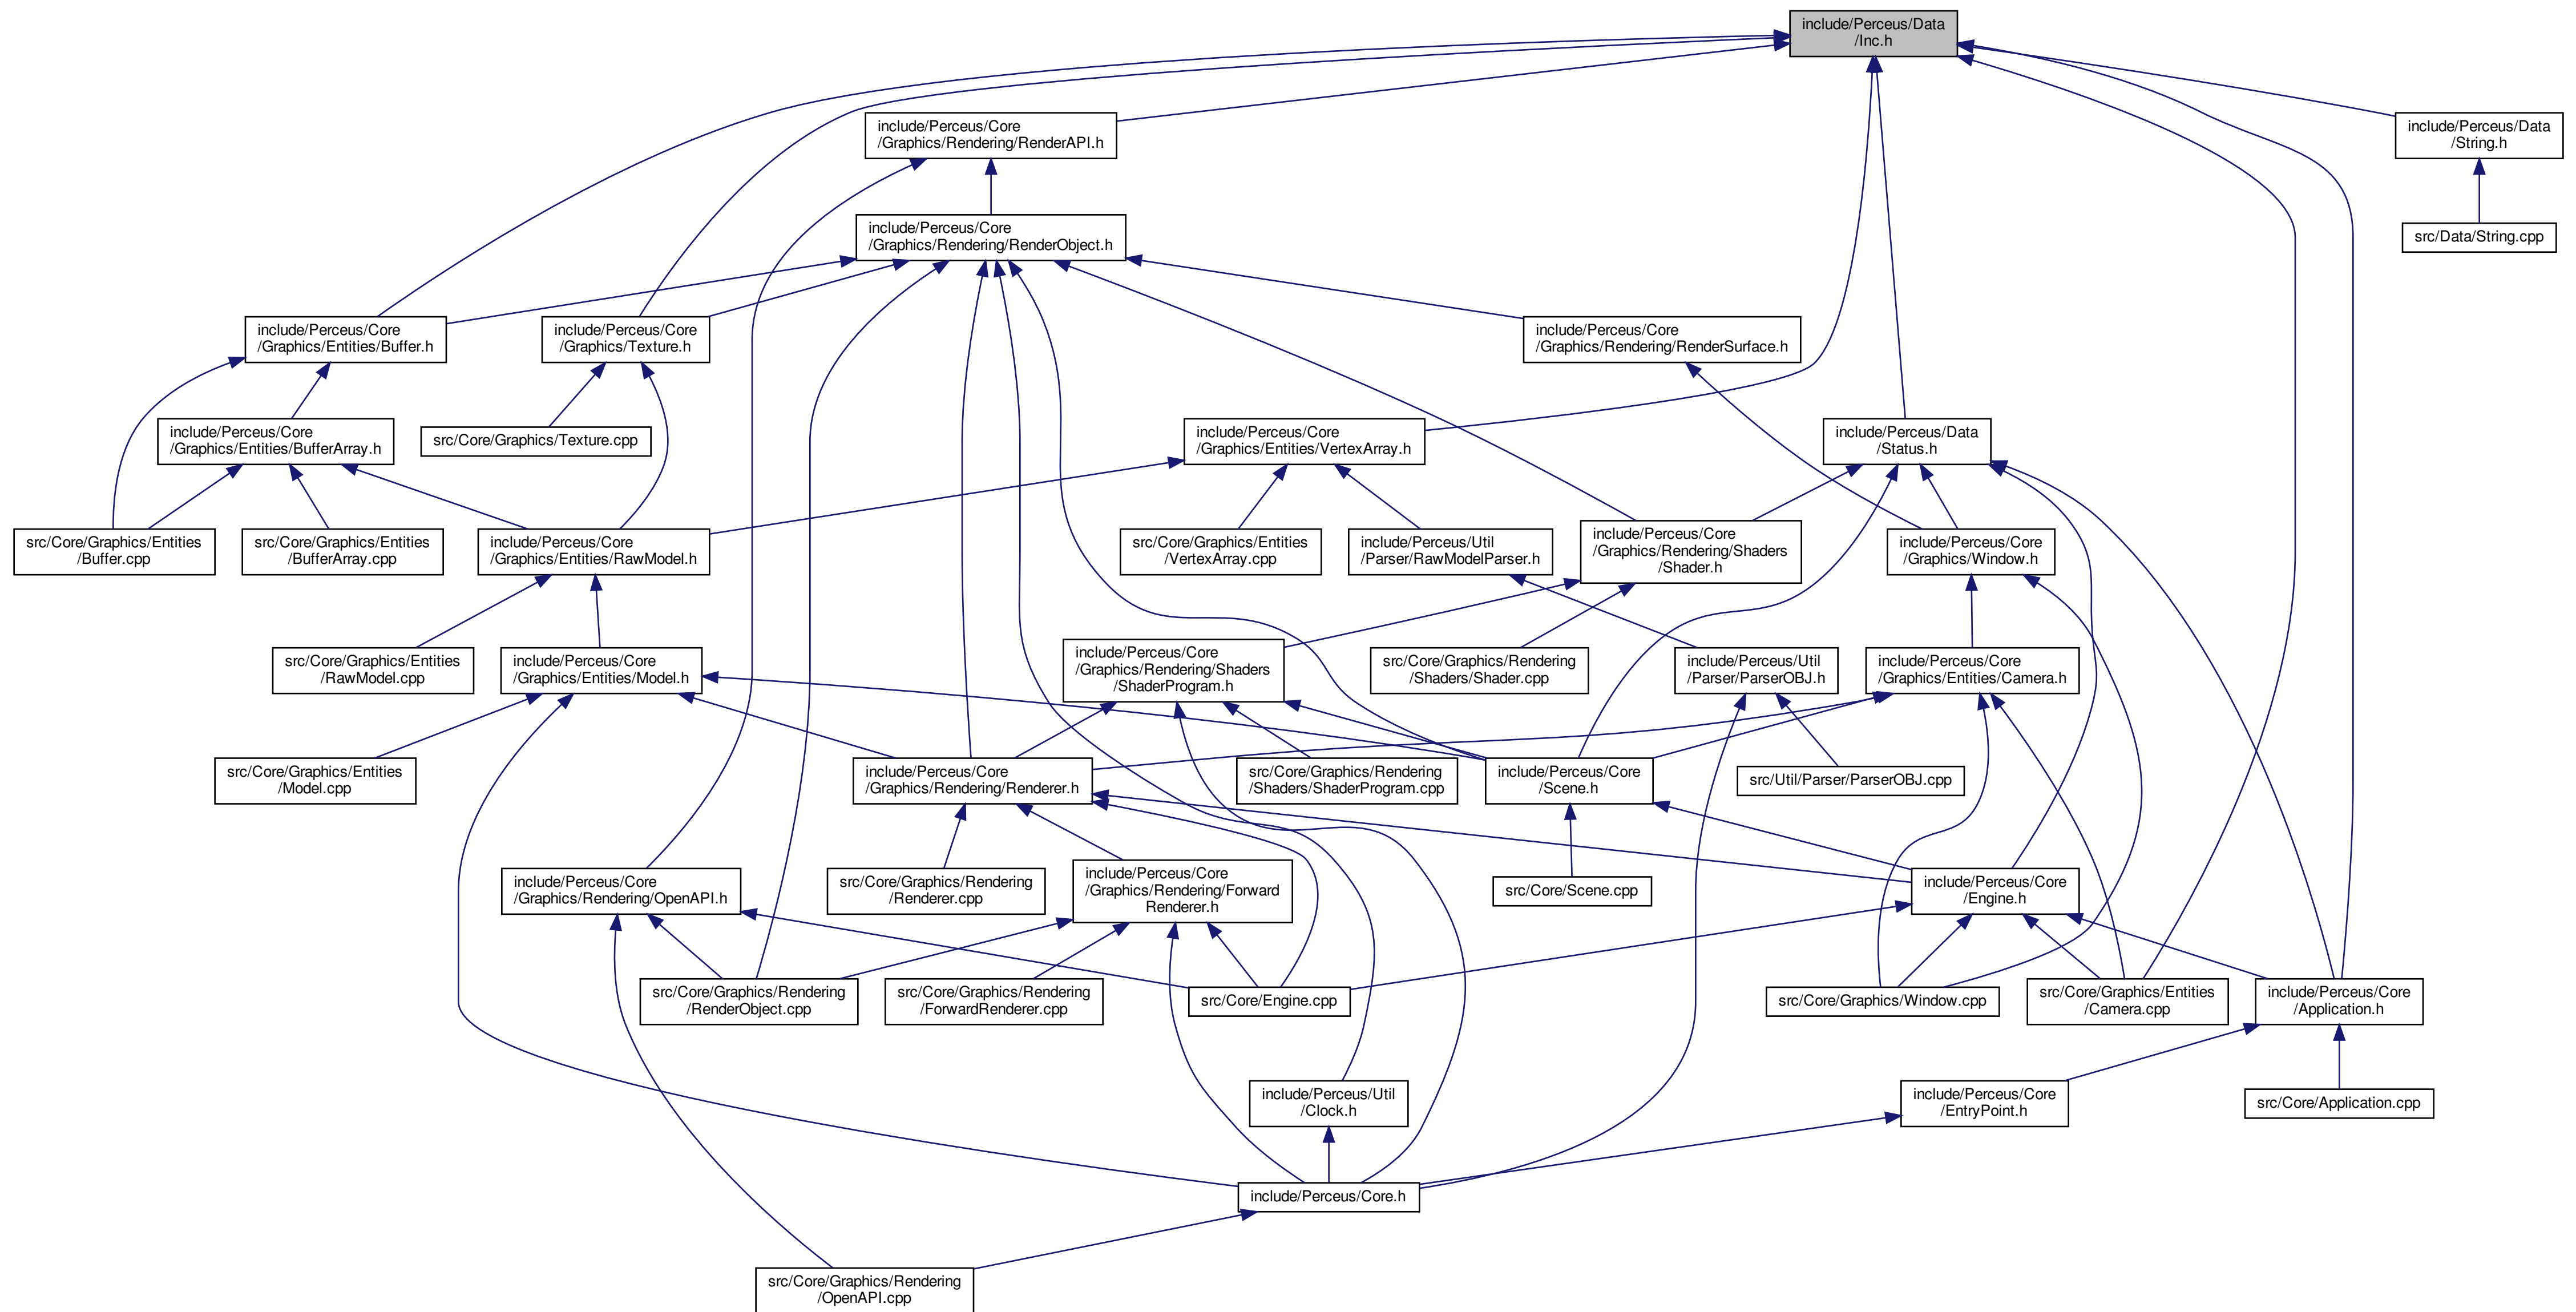 include/Perceus/Data
/Inc.h
include/Perceus/Core
/Graphics/Rendering/RenderAPI.h
include/Perceus/Data
/String.h
include/Perceus/Core
/Graphics/Rendering/RenderObject.h
src/Data/String.cpp
include/Perceus/Core
/Graphics/Entities/Buffer.h
include/Perceus/Core
/Graphics/Texture.h
include/Perceus/Core
/Graphics/Rendering/RenderSurface.h
include/Perceus/Core
/Graphics/Entities/BufferArray.h
src/Core/Graphics/Texture.cpp
include/Perceus/Core
/Graphics/Entities/VertexArray.h
include/Perceus/Data
/Status.h
src/Core/Graphics/Entities
/Buffer.cpp
src/Core/Graphics/Entities
/BufferArray.cpp
include/Perceus/Core
/Graphics/Entities/RawModel.h
src/Core/Graphics/Entities
/VertexArray.cpp
include/Perceus/Util
/Parser/RawModelParser.h
include/Perceus/Core
/Graphics/Rendering/Shaders
/Shader.h
include/Perceus/Core
/Graphics/Window.h
src/Core/Graphics/Entities
/RawModel.cpp
include/Perceus/Core
/Graphics/Entities/Model.h
include/Perceus/Core
/Graphics/Rendering/Shaders
/ShaderProgram.h
src/Core/Graphics/Rendering
/Shaders/Shader.cpp
include/Perceus/Util
/Parser/ParserOBJ.h
include/Perceus/Core
/Graphics/Entities/Camera.h
src/Core/Graphics/Entities
/Model.cpp
include/Perceus/Core
/Graphics/Rendering/Renderer.h
src/Core/Graphics/Rendering
/Shaders/ShaderProgram.cpp
include/Perceus/Core
/Scene.h
src/Util/Parser/ParserOBJ.cpp
include/Perceus/Core
/Graphics/Rendering/OpenAPI.h
src/Core/Graphics/Rendering
/Renderer.cpp
include/Perceus/Core
/Graphics/Rendering/Forward
Renderer.h
src/Core/Scene.cpp
include/Perceus/Core
/Engine.h
src/Core/Graphics/Rendering
/RenderObject.cpp
src/Core/Graphics/Rendering
/ForwardRenderer.cpp
src/Core/Engine.cpp
src/Core/Graphics/Window.cpp
src/Core/Graphics/Entities
/Camera.cpp
include/Perceus/Core
/Application.h
include/Perceus/Util
/Clock.h
include/Perceus/Core
/EntryPoint.h
src/Core/Application.cpp
include/Perceus/Core.h
src/Core/Graphics/Rendering
/OpenAPI.cpp